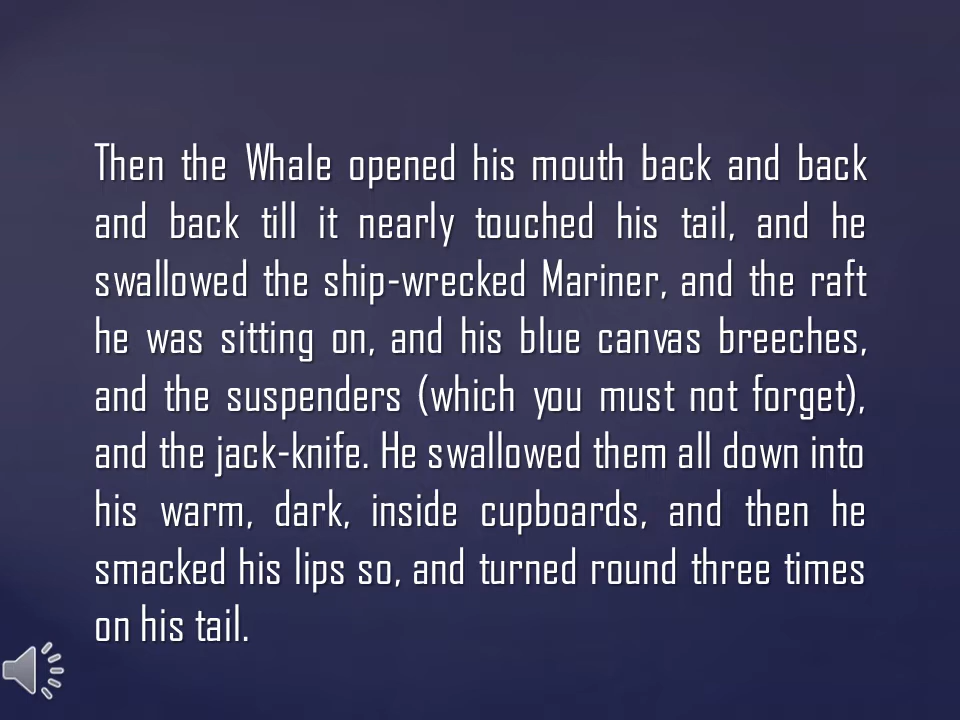 Then the Whale opened his mouth back and back
and back till it nearly touched his tail, and he
swallowed the ship-wrecked Mariner, and the raft
he was sitting on, and his blue canvas breeches,
and the suspenders (which you must not forget),
and the jack-knife. He swallowed them all down into
his warm, dark, inside cupboards, and then he
smacked his lips so, and turned round three times
on his tail.